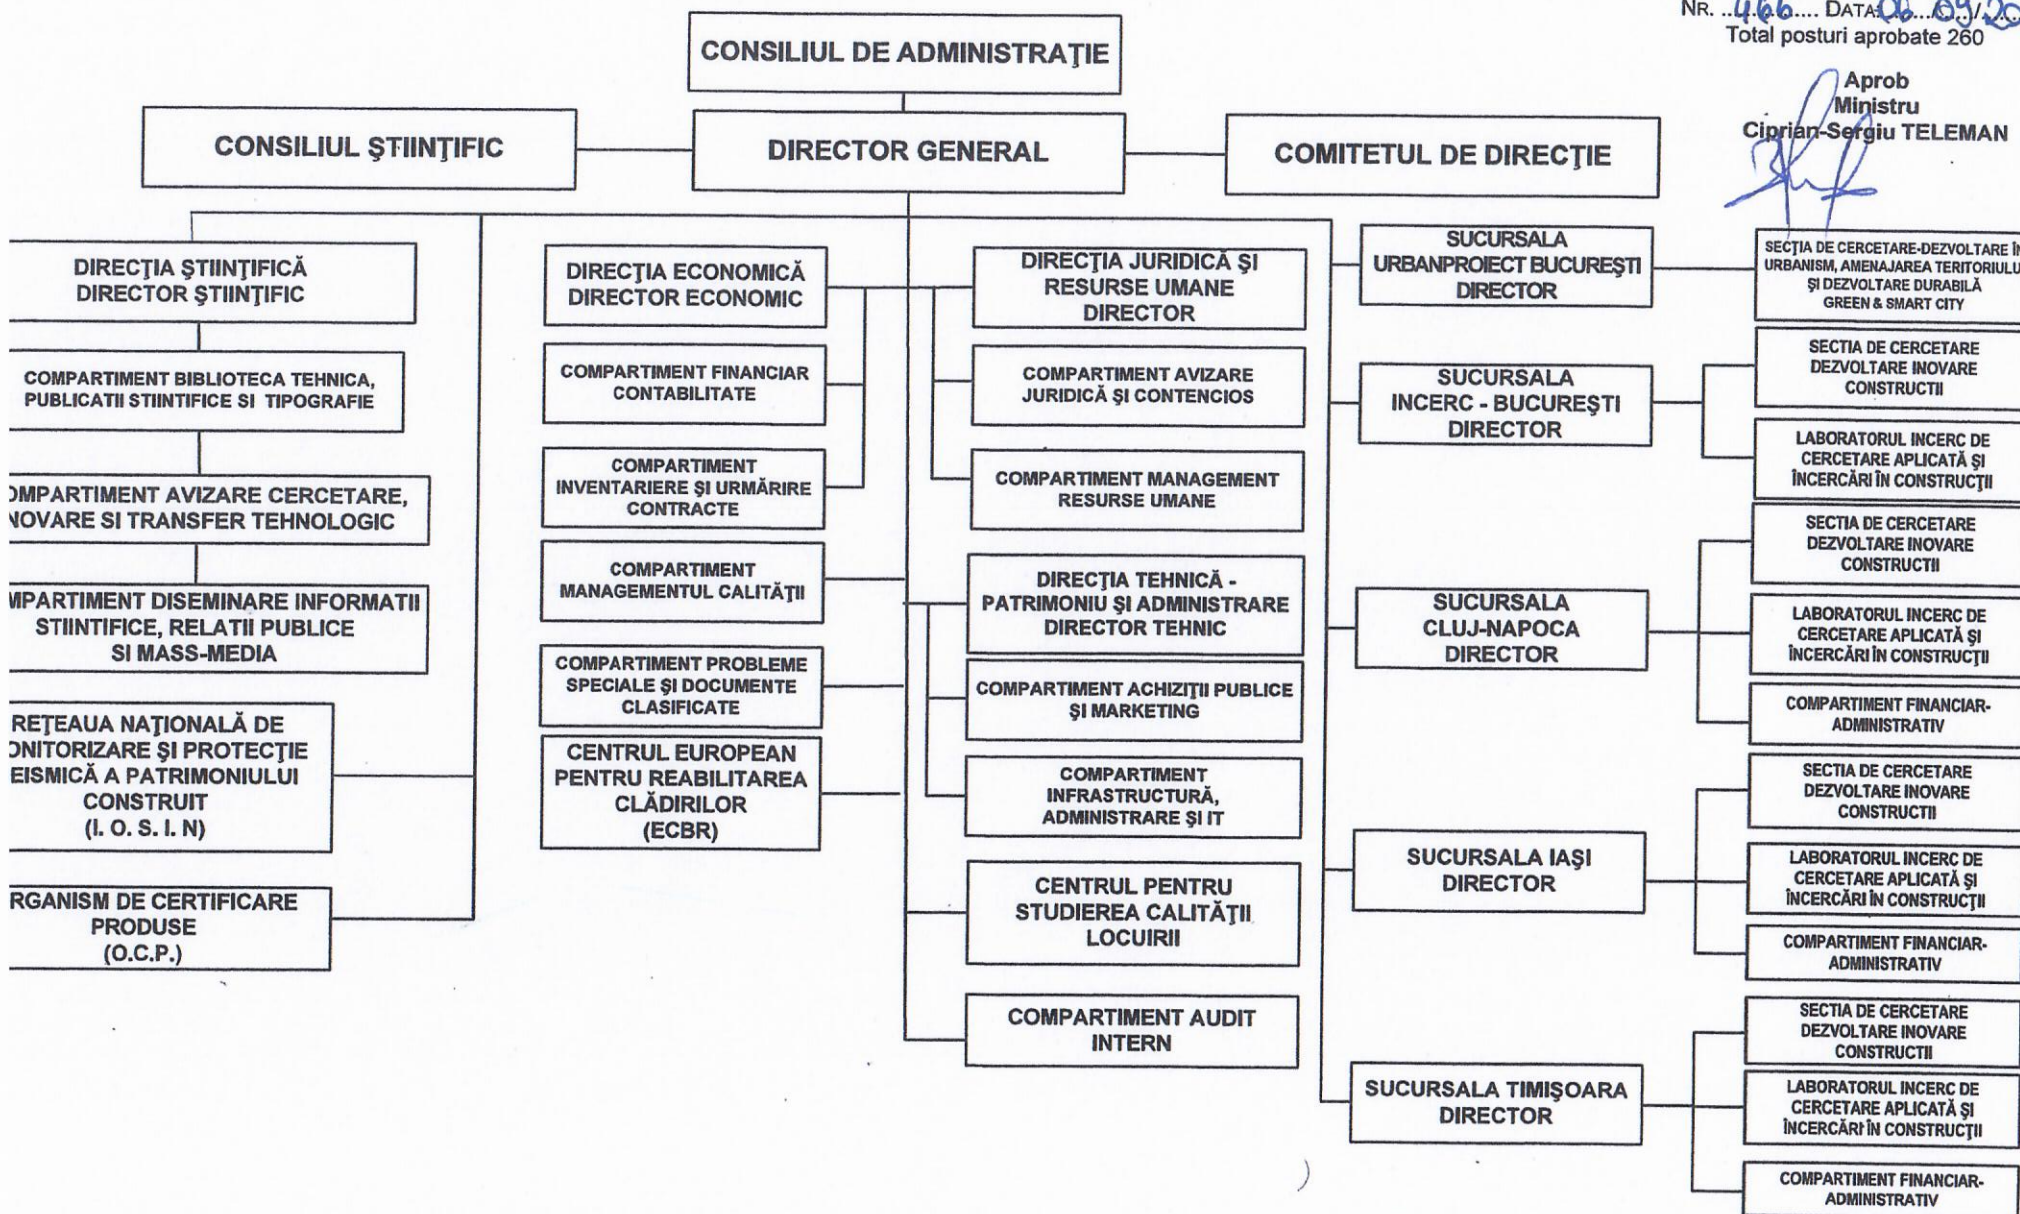 NR. ..466.... DATA 06../09../20
Total posturi aprobate 260
Aprob
Ministru
Ciprian-Sergiu TELEMAN
CONSILIUL DE ADMINISTRAŢIE
CONSILIUL ŞTIINŢIFIC
DIRECTOR GENERAL
COMITETUL DE DIRECŢIE
DIRECŢIA ŞTIINŢIFICĂ
DIRECTOR ŞTIINŢIFIC
COMPARTIMENT BIBLIOTECA TEHNICA,
PUBLICATII STIINTIFICE SI TIPOGRAFIE
OMPARTIMENT AVIZARE CERCETARE,
NOVARE SI TRANSFER TEHNOLOGIC
MPARTIMENT DISEMINARE INFORMATII
STIINTIFICE, RELATII PUBLICE
SI MASS-MEDIA
REŢEAUA NAŢIONALĂ DE
ONITORIZARE ŞI PROTECŢIE
EISMICĂ A PATRIMONIULUI
CONSTRUIT
(I. O. S. I. N)
RGANISM DE CERTIFICARE
PRODUSE
(O.C.P.)
DIRECŢIA ECONOMICĂ
DIRECTOR ECONOMIC
COMPARTIMENT FINANCIAR
CONTABILITATE
COMPARTIMENT
INVENTARIERE ŞI URMĂRIRE
CONTRACTE
COMPARTIMENT
MANAGEMENTUL CALITĂŢII
COMPARTIMENT PROBLEME
SPECIALE ŞI DOCUMENTE
CLASIFICATE
CENTRUL EUROPEAN
PENTRU REABILITAREA
CLĂDIRILOR
(ECBR)
DIRECŢIA JURIDICĂ ŞI
RESURSE UMANE
DIRECTOR
COMPARTIMENT AVIZARE
JURIDICĂ ŞI CONTENCIOS
COMPARTIMENT MANAGEMENT
RESURSE UMANE
DIRECŢIA TEHNICĂ -
PATRIMONIU ŞI ADMINISTRARE
DIRECTOR TEHNIC
COMPARTIMENT ACHIZIŢII PUBLICE
ŞI MARKETING
COMPARTIMENT
INFRASTRUCTURĂ,
ADMINISTRARE ŞI IT
CENTRUL PENTRU
STUDIEREA CALITĂŢII
LOCUIRII
COMPARTIMENT AUDIT
INTERN
SUCURSALA
URBANPROIECT BUCUREŞTI
DIRECTOR
SECŢIA DE CERCETARE-DEZVOLTARE ÎN
URBANISM, AMENAJAREA TERITORIULU
ŞI DEZVOLTARE DURABILĂ
GREEN & SMART CITY
SUCURSALA
INCERC - BUCUREŞTI
DIRECTOR
SECTIA DE CERCETARE
DEZVOLTARE INOVARE
CONSTRUCTII
LABORATORUL INCERC DE
CERCETARE APLICATĂ ŞI
ÎNCERCĂRI ÎN CONSTRUCŢII
SUCURSALA
CLUJ-NAPOCA
DIRECTOR
SECTIA DE CERCETARE
DEZVOLTARE INOVARE
CONSTRUCTII
LABORATORUL INCERC DE
CERCETARE APLICATĂ ŞI
ÎNCERCĂRI ÎN CONSTRUCŢII
COMPARTIMENT FINANCIAR-
ADMINISTRATIV
SUCURSALA IAŞI
DIRECTOR
SECTIA DE CERCETARE
DEZVOLTARE INOVARE
CONSTRUCTII
LABORATORUL INCERC DE
CERCETARE APLICATĂ ŞI
ÎNCERCĂRI ÎN CONSTRUCŢII
COMPARTIMENT FINANCIAR-
ADMINISTRATIV
SUCURSALA TIMIŞOARA
DIRECTOR
SECTIA DE CERCETARE
DEZVOLTARE INOVARE
CONSTRUCTII
LABORATORUL INCERC DE
CERCETARE APLICATĂ ŞI
ÎNCERCĂRI ÎN CONSTRUCŢII
COMPARTIMENT FINANCIAR-
ADMINISTRATIV